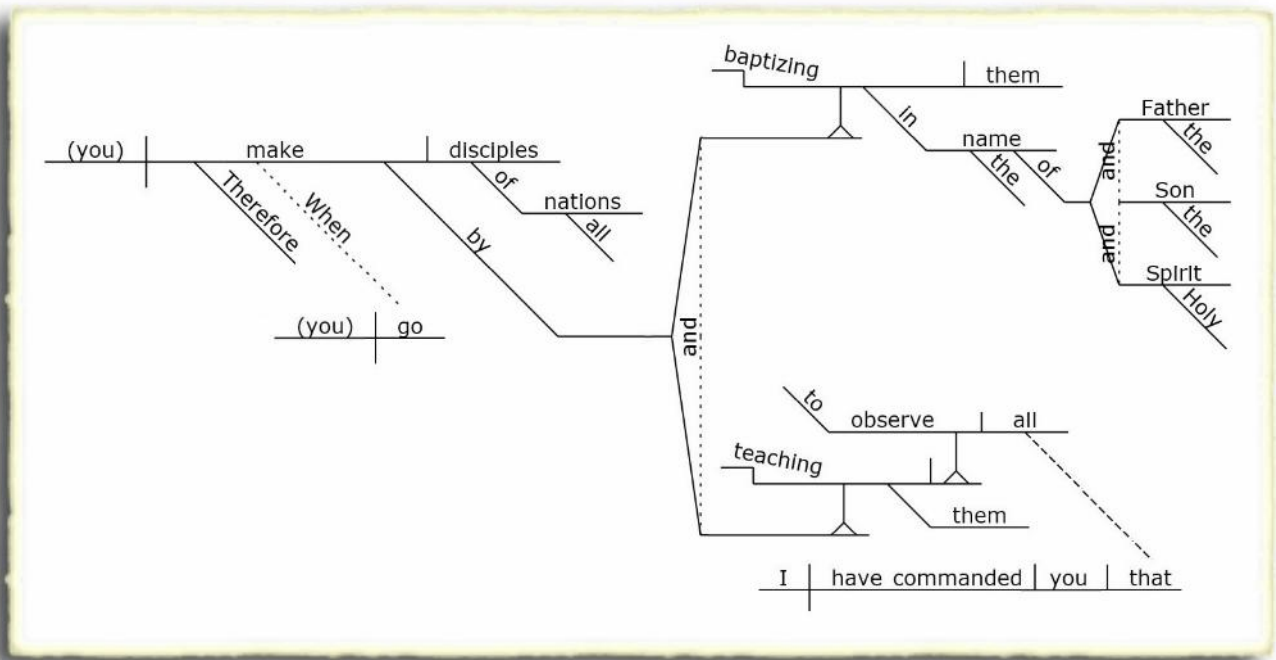 baptizing them
in
name
the
of
and
and
Father
the
Son
the
Spirit
Holy
(you) make disciples
Therefore
When
of
nations
all
by
(you) go
and
to
observe all
teaching
them
I have commanded you that